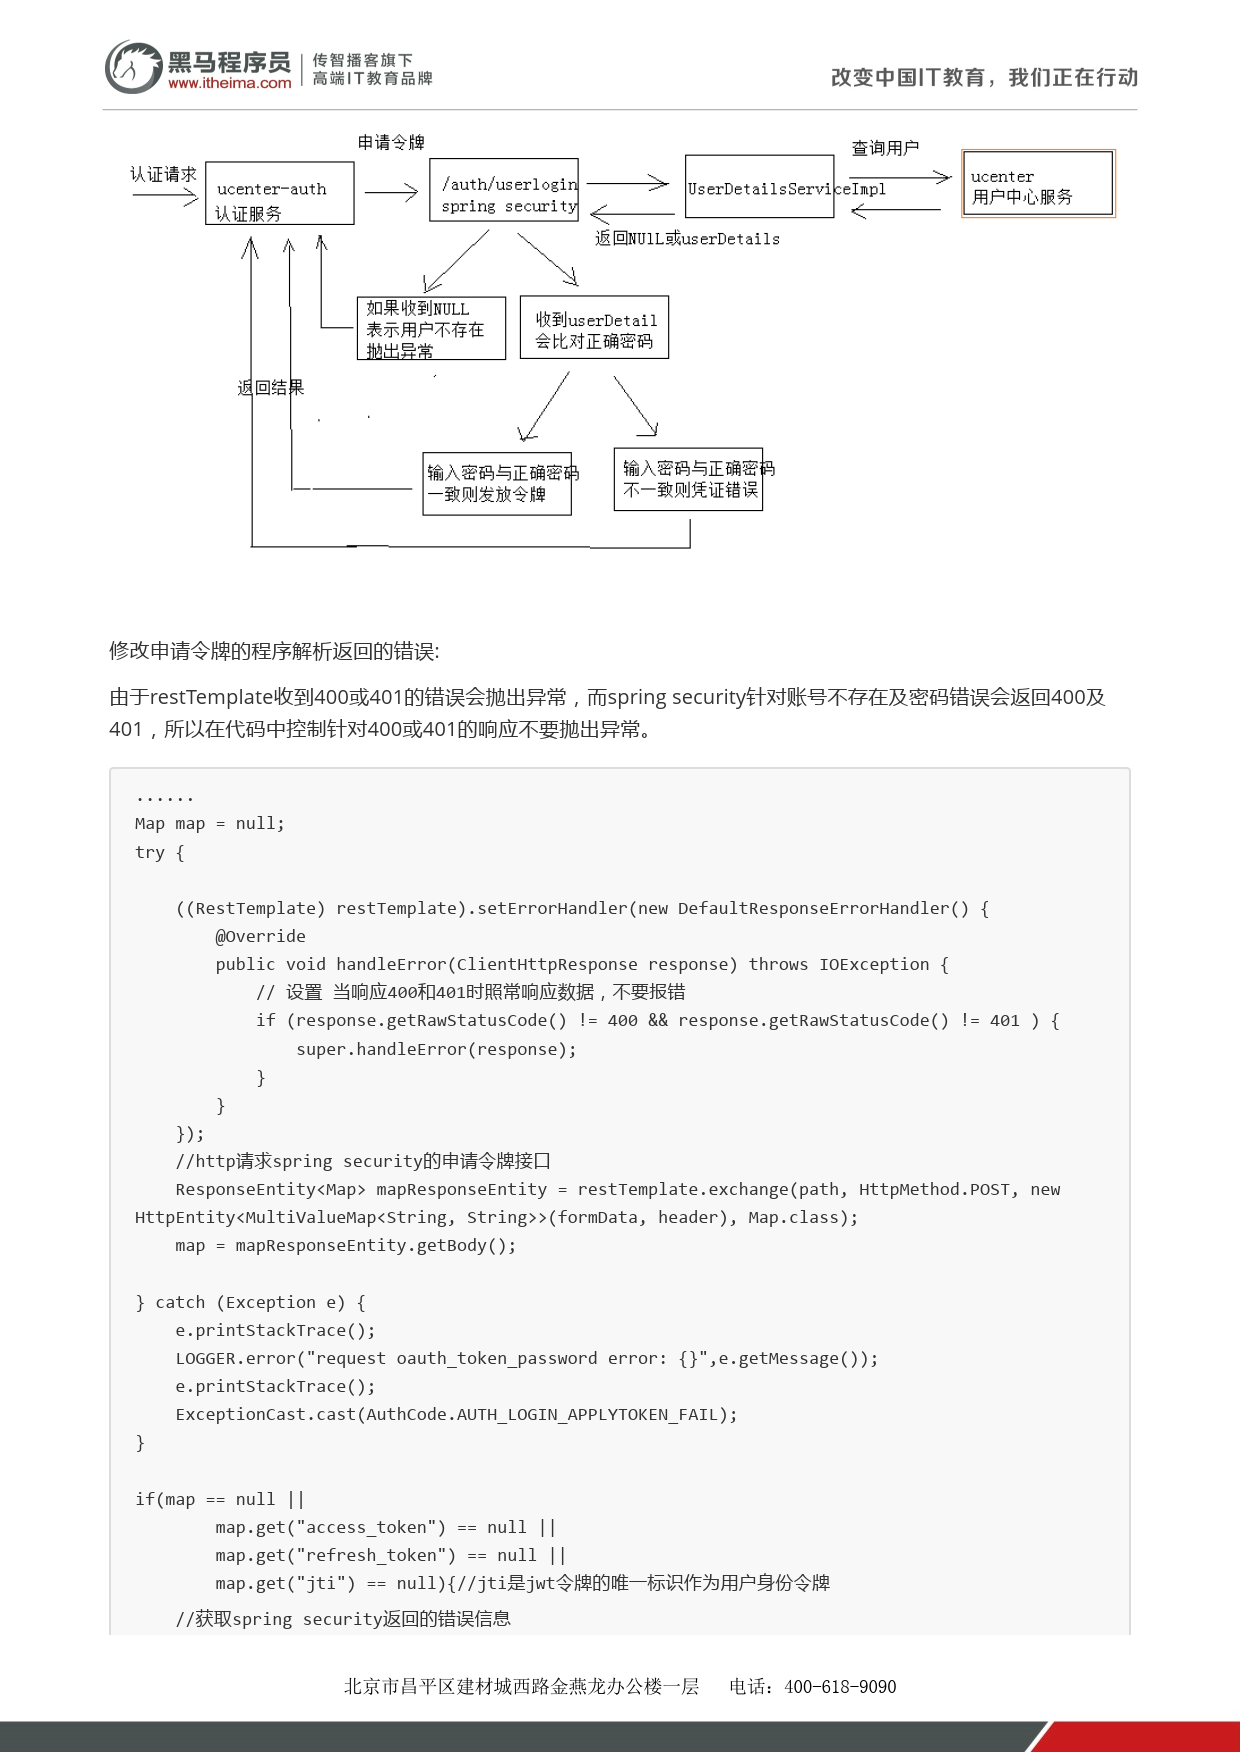 黑马程序员
www.itheima.com
传智播客旗下
高端IT教育品牌
改变中国IT教育，我们正在行动
认证请求
ucenter-auth
认证服务
申请令牌
/auth/userlogin
spring security
UserDetailsServiceImpl
查询用户
ucenter
用户中心服务
返回NUlL或userDetails
如果收到NULL
表示用户不存在
抛出异常
收到userDetail
会比对正确密码
返回结果
输入密码与正确密码
一致则发放令牌
输入密码与正确密码
不一致则凭证错误
修改申请令牌的程序解析返回的错误:
由于restTemplate收到400或401的错误会抛出异常，而spring security针对账号不存在及密码错误会返回400及
401，所以在代码中控制针对400或401的响应不要抛出异常。
......
Map map = null;
try {
((RestTemplate) restTemplate).setErrorHandler(new DefaultResponseErrorHandler() {
@Override
public void handleError(ClientHttpResponse response) throws IOException {
// 设置 当响应400和401时照常响应数据，不要报错
if (response.getRawStatusCode() != 400 && response.getRawStatusCode() != 401 ) {
super.handleError(response);
}
}
});
//http请求spring security的申请令牌接口
ResponseEntity<Map> mapResponseEntity = restTemplate.exchange(path, HttpMethod.POST, new
HttpEntity<MultiValueMap<String, String>>(formData, header), Map.class);
map = mapResponseEntity.getBody();
} catch (Exception e) {
e.printStackTrace();
LOGGER.error("request oauth_token_password error: {}",e.getMessage());
e.printStackTrace();
ExceptionCast.cast(AuthCode.AUTH_LOGIN_APPLYTOKEN_FAIL);
}
if(map == null ||
map.get("access_token") == null ||
map.get("refresh_token") == null ||
map.get("jti") == null){//jti是jwt令牌的唯一标识作为用户身份令牌
//获取spring security返回的错误信息
北京市昌平区建材城西路金燕龙办公楼一层 电话：400-618-9090